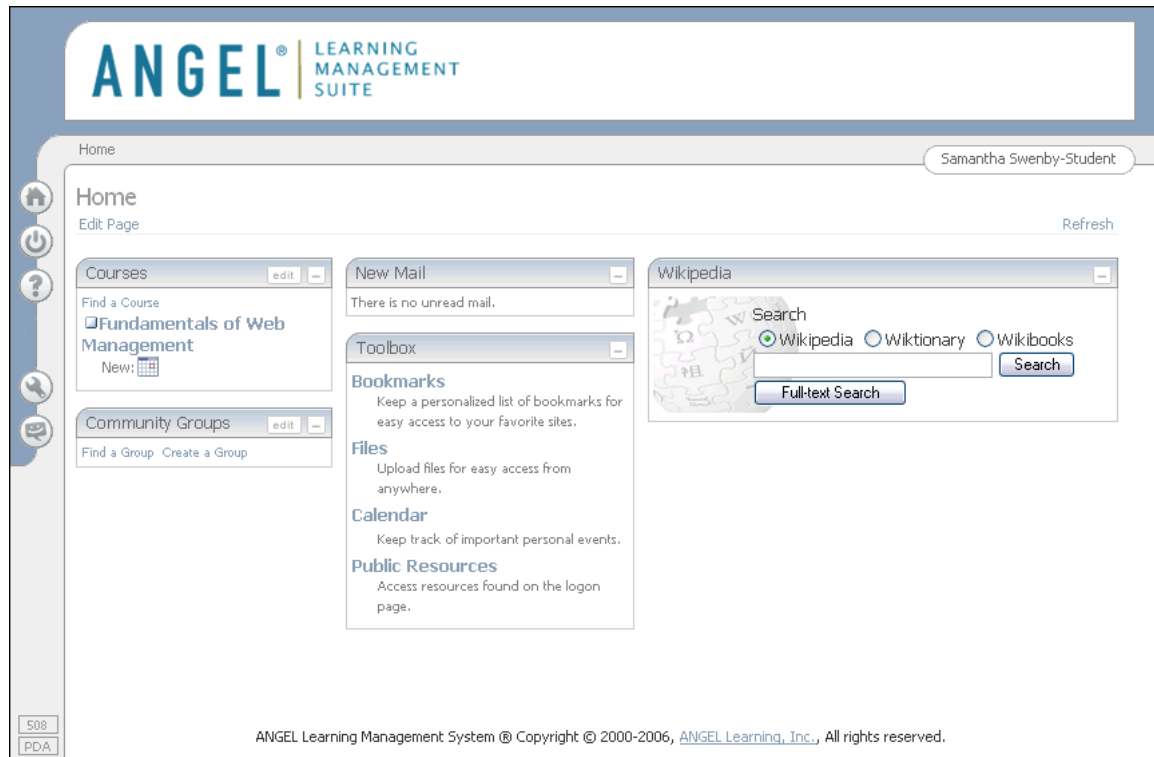 ANGEL® LEARNING
MANAGEMENT
SUITE
Home
Samantha Swenby-Student
Home
Edit Page
Refresh
Courses edit
Find a Course
Fundamentals of Web
Management
New:
Community Groups edit
Find a Group Create a Group
New Mail
There is no unread mail.
Toolbox
Bookmarks
Keep a personalized list of bookmarks for
easy access to your favorite sites.
Files
Upload files for easy access from
anywhere.
Calendar
Keep track of important personal events.
Public Resources
Access resources found on the logon
page.
Wikipedia
W
Ω
祖
Search
Wikipedia Wiktionary Wikibooks
Search
Full-text Search
508
PDA
ANGEL Learning Management System ® Copyright © 2000-2006, ANGEL Learning, Inc., All rights reserved.